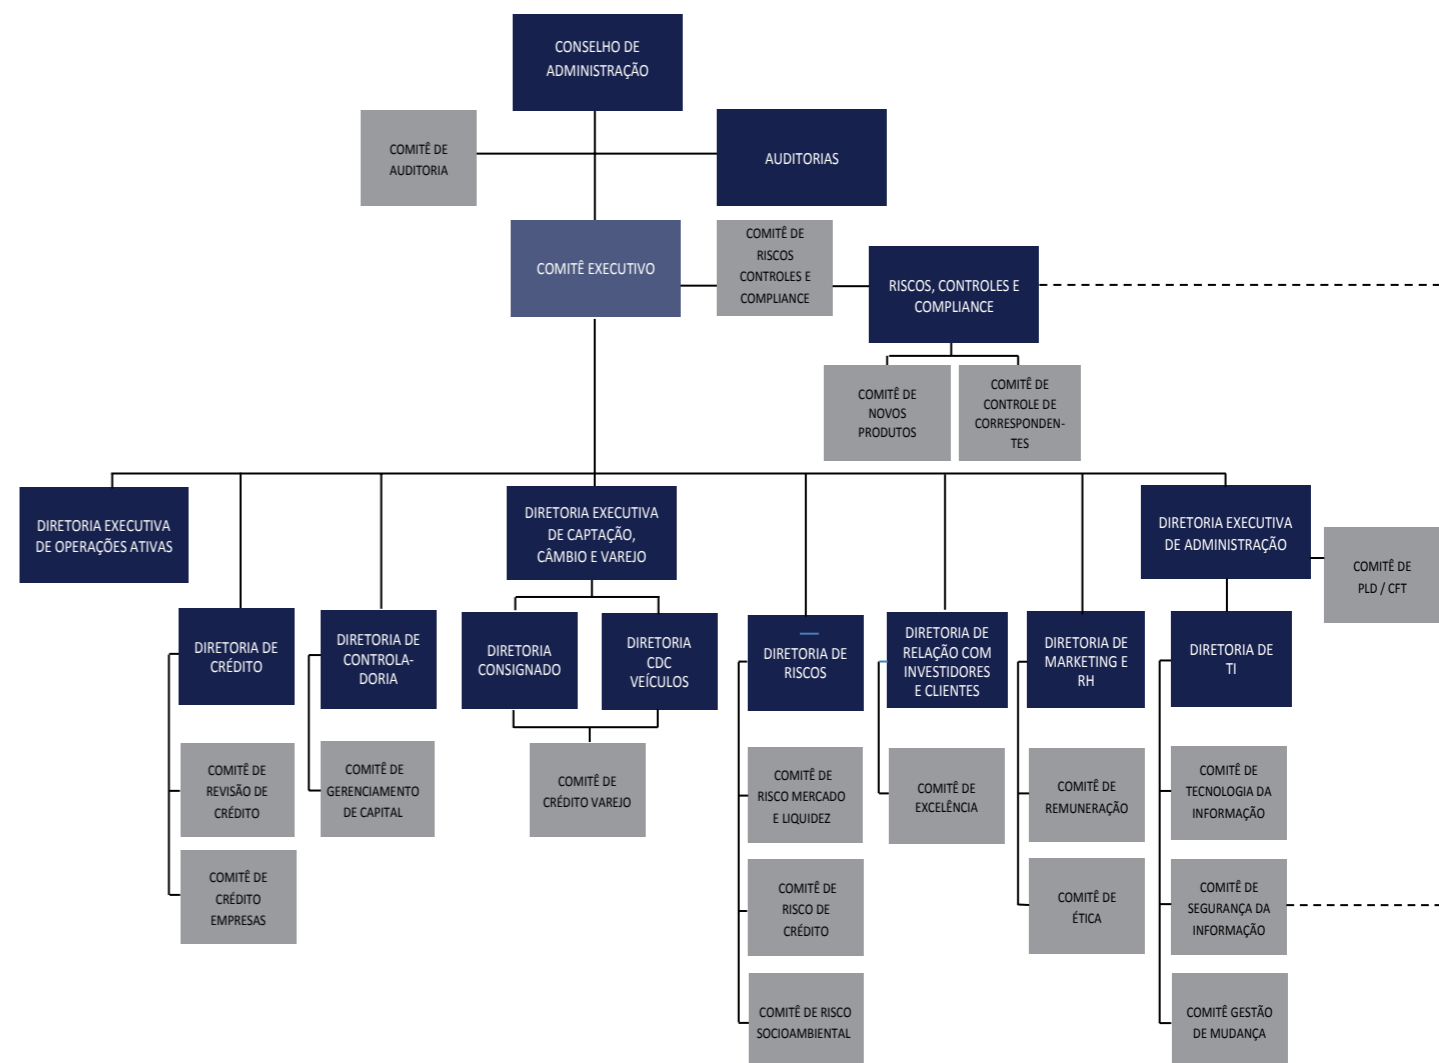 CONSELHO DE
ADMINISTRAÇÃO
COMITÊ DE
AUDITORIA
AUDITORIAS
COMITÊ EXECUTIVO
COMITÊ DE
RISCOS
CONTROLES E
COMPLIANCE
RISCOS, CONTROLES E
COMPLIANCE
COMITÊ DE
NOVOS
PRODUTOS
COMITÊ DE
CONTROLE DE
CORRESPONDEN-
TES
DIRETORIA EXECUTIVA
DE OPERAÇÕES ATIVAS
DIRETORIA EXECUTIVA
DE CAPTAÇÃO,
CÂMBIO E VAREJO
DIRETORIA EXECUTIVA
DE ADMINISTRAÇÃO
COMITÊ DE
PLD / CFT
DIRETORIA DE
CRÉDITO
DIRETORIA DE
CONTROLA-
DORIA
DIRETORIA
CONSIGNADO
DIRETORIA
CDC
VEÍCULOS
DIRETORIA DE
RISCOS
DIRETORIA DE
RELAÇÃO COM
INVESTIDORES
E CLIENTES
DIRETORIA DE
MARKETING E
RH
DIRETORIA DE
TI
COMITÊ DE
REVISÃO DE
CRÉDITO
COMITÊ DE
GERENCIAMENTO
DE CAPITAL
COMITÊ DE
CRÉDITO VAREJO
COMITÊ DE
RISCO MERCADO
E LIQUIDEZ
COMITÊ DE
EXCELÊNCIA
COMITÊ DE
REMUNERAÇÃO
COMITÊ DE
TECNOLOGIA DA
INFORMAÇÃO
COMITÊ DE
CRÉDITO
EMPRESAS
COMITÊ DE
RISCO DE
CRÉDITO
COMITÊ DE
ÉTICA
COMITÊ DE
SEGURANÇA DA
INFORMAÇÃO
COMITÊ DE RISCO
SOCIOAMBIENTAL
COMITÊ GESTÃO
DE MUDANÇA